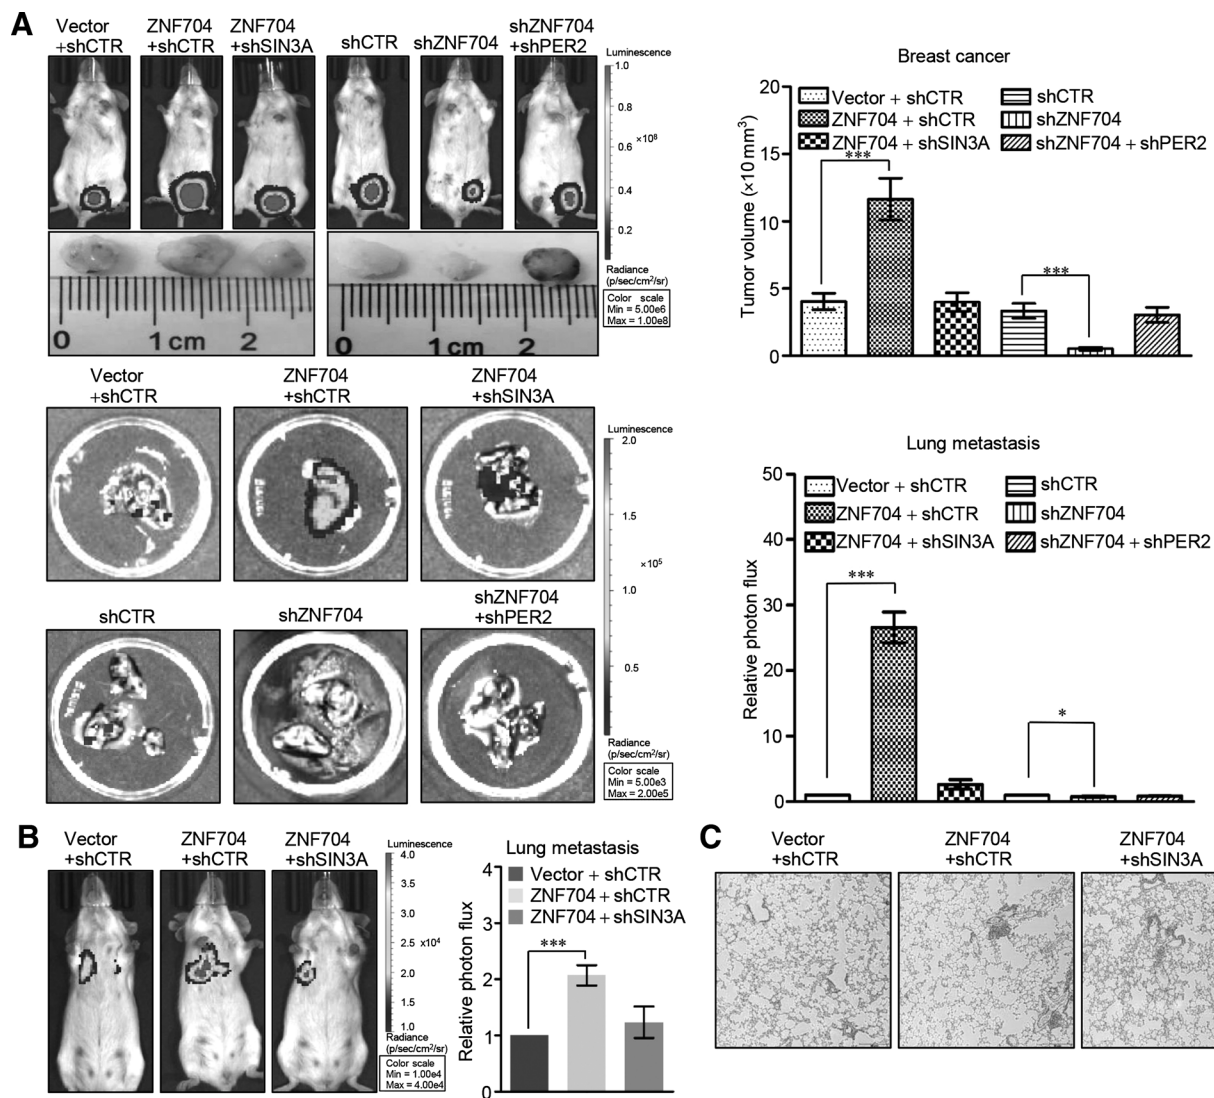 A
Vector
+shCTR
ZNF704
+shCTR
ZNF704
+shSIN3A
shCTR
shZNF704
shZNF704
+shPER2
Luminescence
1.0
0.8
×10⁸
0.6
0.4
0.2
Radiance
(p/sec/cm²/sr)
Color scale
Min = 5.00e6
Max = 1.00e8
0 1 cm 2
0 1 cm 2
Breast cancer
Tumor volume (×10 mm³)
20
15
10
5
0
Vector + shCTR
ZNF704 + shCTR
ZNF704 + shSIN3A
shCTR
shZNF704
shZNF704 + shPER2
***
***
Vector
+shCTR
ZNF704
+shCTR
ZNF704
+shSIN3A
shCTR
shZNF704
shZNF704
+shPER2
Luminescence
2.0
1.5
×10⁵
1.0
0.5
Radiance
(p/sec/cm²/sr)
Color scale
Min = 5.00e3
Max = 2.00e5
Lung metastasis
Relative photon flux
50
40
30
20
10
0
Vector + shCTR
ZNF704 + shCTR
ZNF704 + shSIN3A
shCTR
shZNF704
shZNF704 + shPER2
***
*
B
Vector
+shCTR
ZNF704
+shCTR
ZNF704
+shSIN3A
Luminescence
4.0
3.5
3.0
2.5
x10⁴
2.0
1.5
1.0
Radiance
(p/sec/cm²/sr)
Color scale
Min = 1.00e4
Max = 4.00e4
Lung metastasis
Relative photon flux
4
3
2
1
0
Vector + shCTR
ZNF704 + shCTR
ZNF704 + shSIN3A
***
C
Vector
+shCTR
ZNF704
+shCTR
ZNF704
+shSIN3A